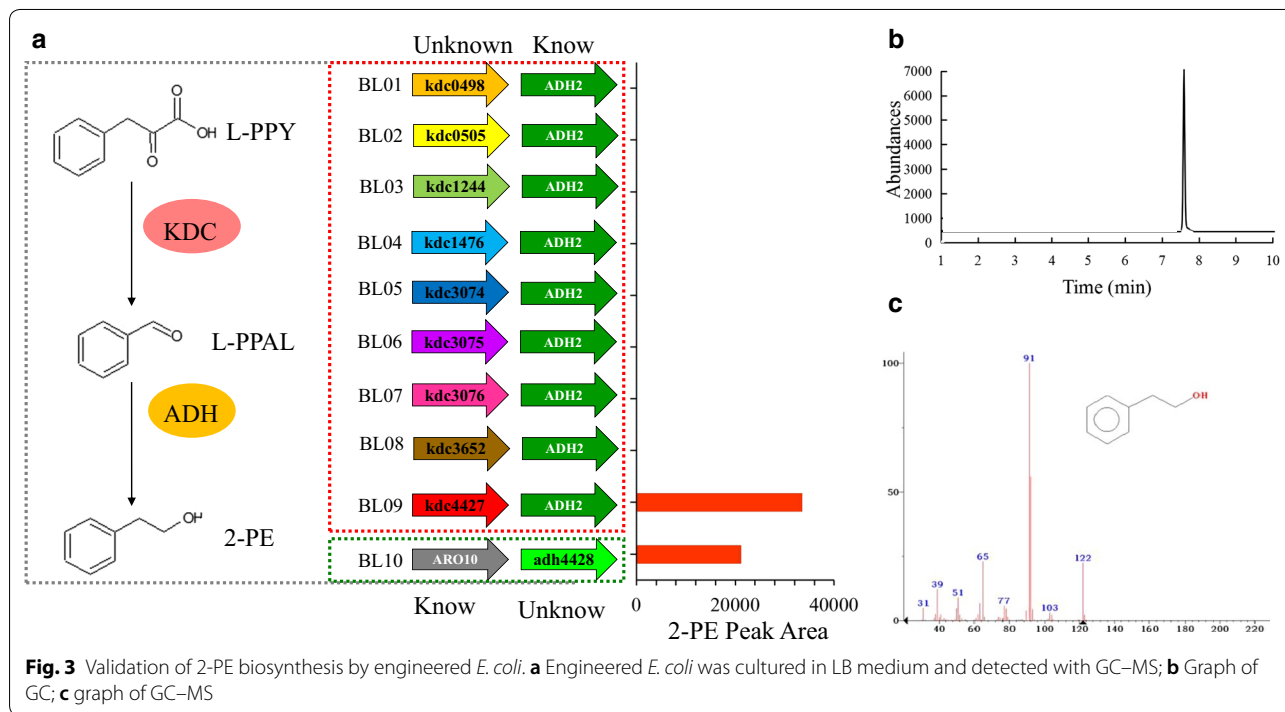 a
Unknown Know
BL01 kdc0498 ADH2
BL02 kdc0505 ADH2
BL03 kdc1244 ADH2
BL04 kdc1476 ADH2
BL05 kdc3074 ADH2
BL06 kdc3075 ADH2
BL07 kdc3076 ADH2
BL08 kdc3652 ADH2
BL09 kdc4427 ADH2
BL10 ARO10 adh4428
Know Unknow
O
OH
O
L-PPY
KDC
O
L-PPAL
ADH
OH
2-PE
0 20000 40000
2-PE Peak Area
b
Abundances
7000
6000
5000
4000
3000
2000
1000
0
1 2 3 4 5 6 7 8 9 10
Time (min)
c
100
50
0
91
OH
65
122
39
51
31
77
103
20
40 60 80 100 120 140 160 180 200 220
Fig. 3 Validation of 2-PE biosynthesis by engineered E. coli. a Engineered E. coli was cultured in LB medium and detected with GC–MS; b Graph of
GC; c graph of GC–MS